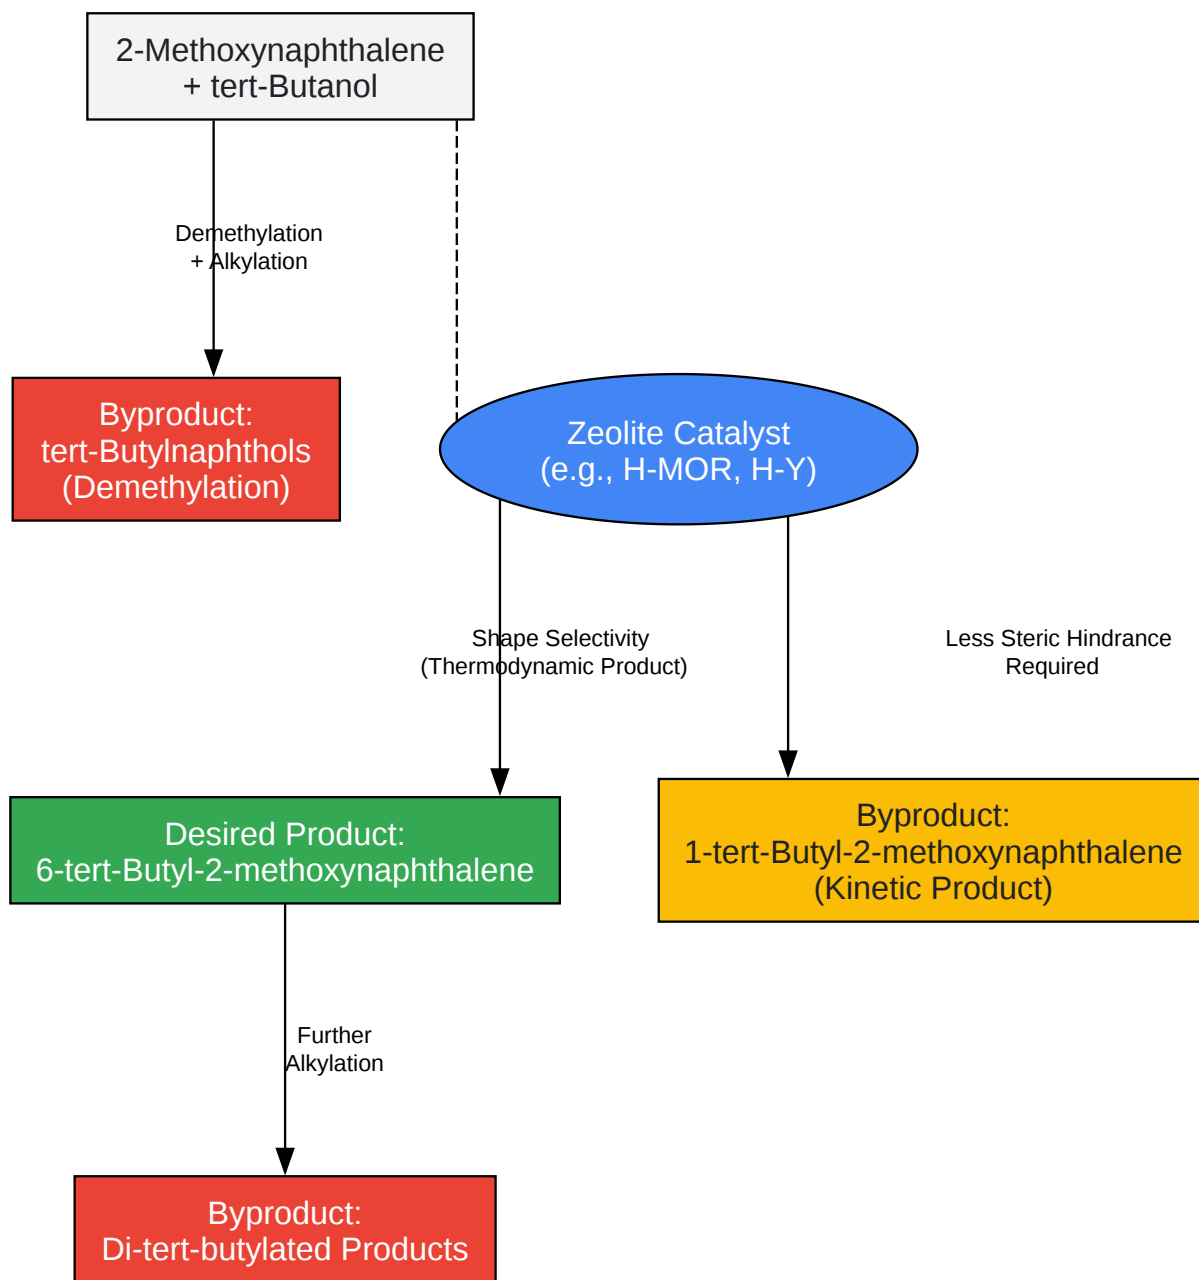 2-Methoxynaphthalene
+ tert-Butanol
Demethylation
+ Alkylation
Byproduct:
tert-Butylnaphthols
(Demethylation)
Zeolite Catalyst
(e.g., H-MOR, H-Y)
Shape Selectivity
(Thermodynamic Product)
Less Steric Hindrance
Required
Desired Product:
6-tert-Butyl-2-methoxynaphthalene
Byproduct:
1-tert-Butyl-2-methoxynaphthalene
(Kinetic Product)
Further
Alkylation
Byproduct:
Di-tert-butylated Products